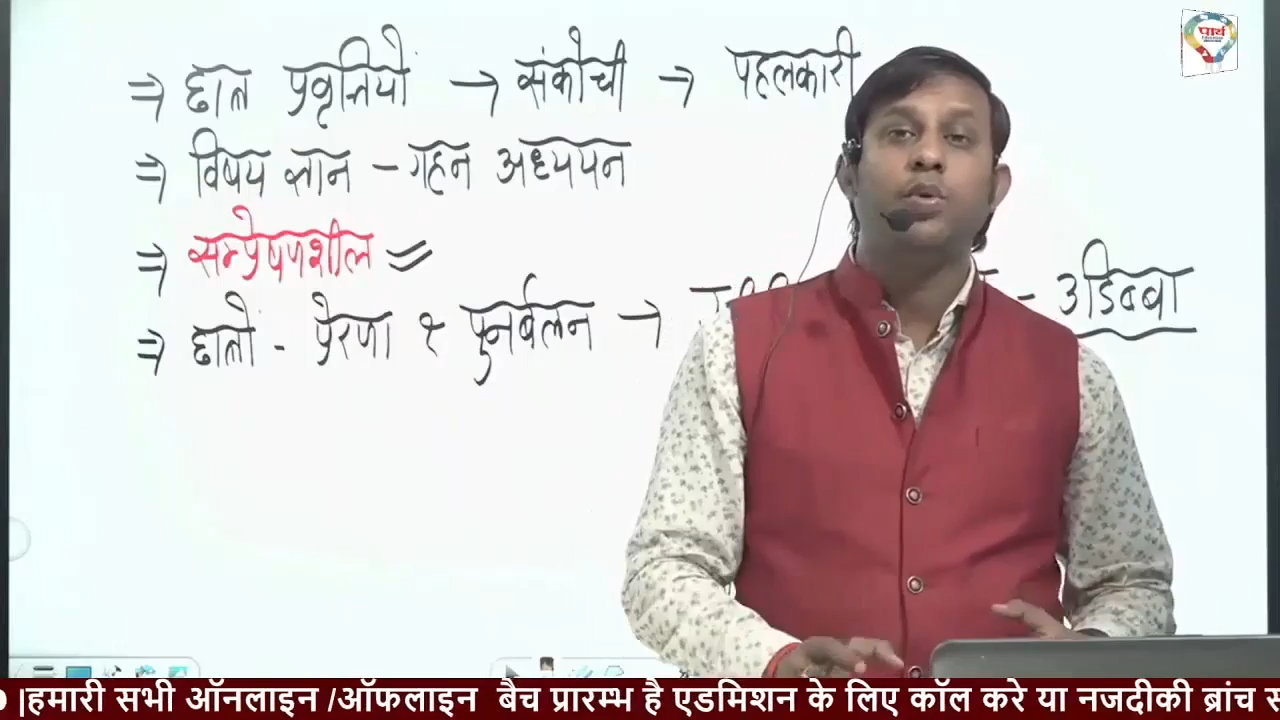 पार्थ
⇒ छात्र प्रवृत्तियों → संकोची → पहलकारी
⇒ विषय ज्ञान - गहन अध्ययन
⇒ सम्प्रेषणशील =
⇒ छात्रों - प्रेरणा १ पुनर्बलन → - उडिब्बा
|हमारी सभी ऑनलाइन /ऑफलाइन बैच प्रारम्भ है एडमिशन के लिए कॉल करे या नजदीकी ब्रांच